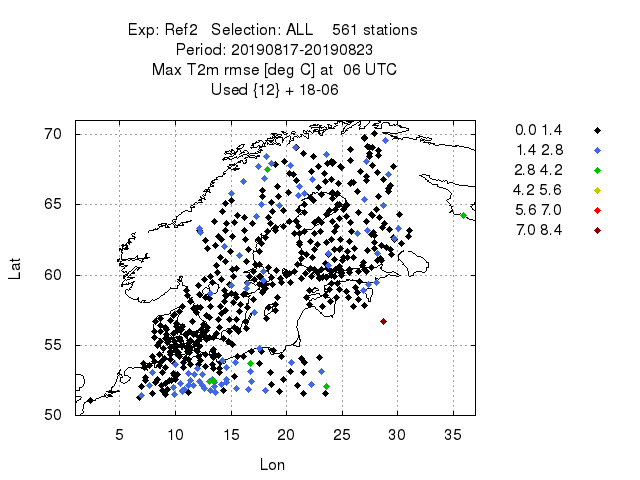 Exp: Ref2   Selection: ALL    561 stations
Period: 20190817-20190823
Max T2m rmse [deg C] at  06 UTC
Used {12} + 18-06
0.0 1.4
1.4 2.8
2.8 4.2
4.2 5.6
5.6 7.0
7.0 8.4
70
65
60
55
50
Lat
5 10 15 20 25 30 35
Lon